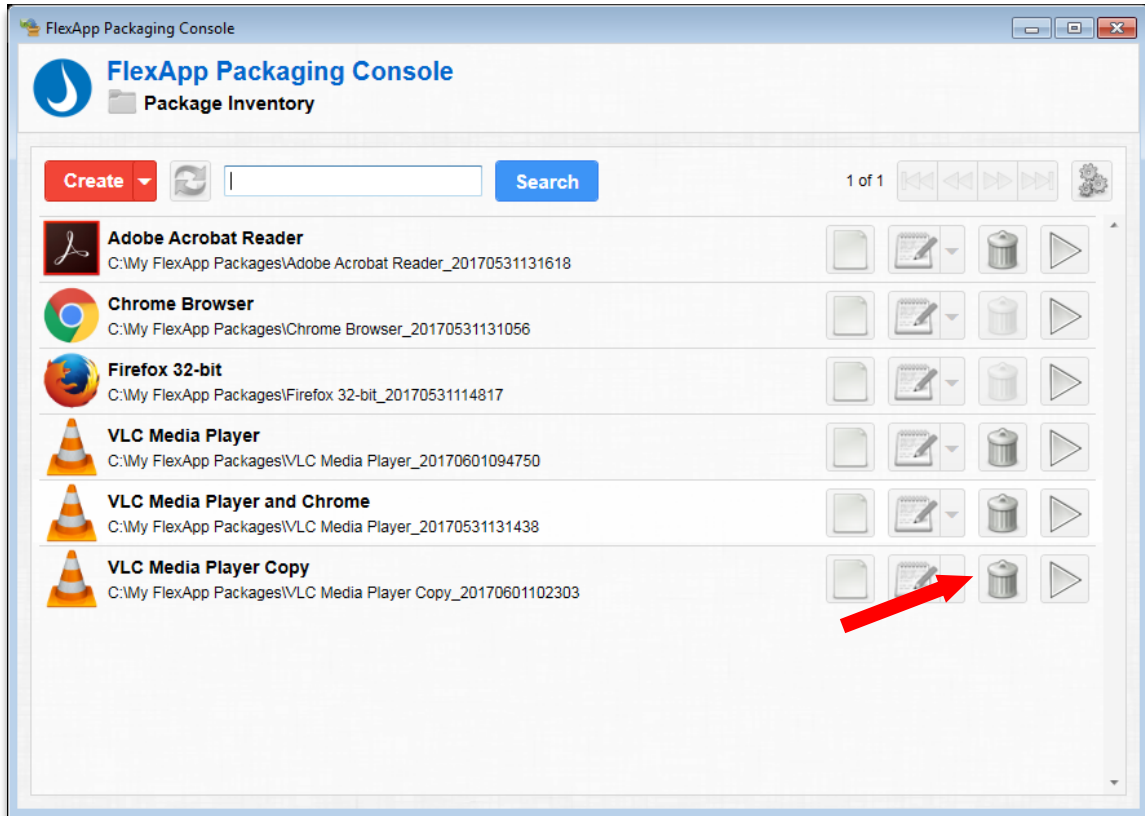 FlexApp Packaging Console
FlexApp Packaging Console
Package Inventory
Create
Search
1 of 1
Adobe Acrobat Reader
C:\My FlexApp Packages\Adobe Acrobat Reader_20170531131618
Chrome Browser
C:\My FlexApp Packages\Chrome Browser_20170531131056
Firefox 32-bit
C:\My FlexApp Packages\Firefox 32-bit_20170531114817
VLC Media Player
C:\My FlexApp Packages\VLC Media Player_20170601094750
VLC Media Player and Chrome
C:\My FlexApp Packages\VLC Media Player_20170531131438
VLC Media Player Copy
C:\My FlexApp Packages\VLC Media Player Copy_20170601102303